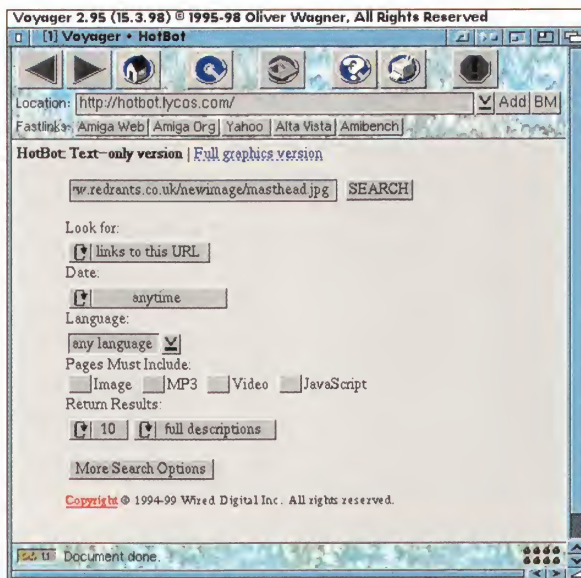 Voyager 2.95 (15.3.98) © 1995-98 Oliver Wagner, All Rights Reserved
[1] Voyager • HotBot
Location: http://hotbot.lycos.com/ Add BM
Fastlinks: Amiga Web Amiga Org Yahoo Alta Vista Amibench
HotBot: Text-only version | Full graphics version
w.redrants.co.uk/newimage/masthead.jpg SEARCH
Look for:
links to this URL
Date:
anytime
Language:
any language
Pages Must Include:
Image MP3 Video JavaScript
Return Results:
10 full descriptions
More Search Options
Copyright © 1994-99 Wired Digital Inc. All rights reserved.
Document done.